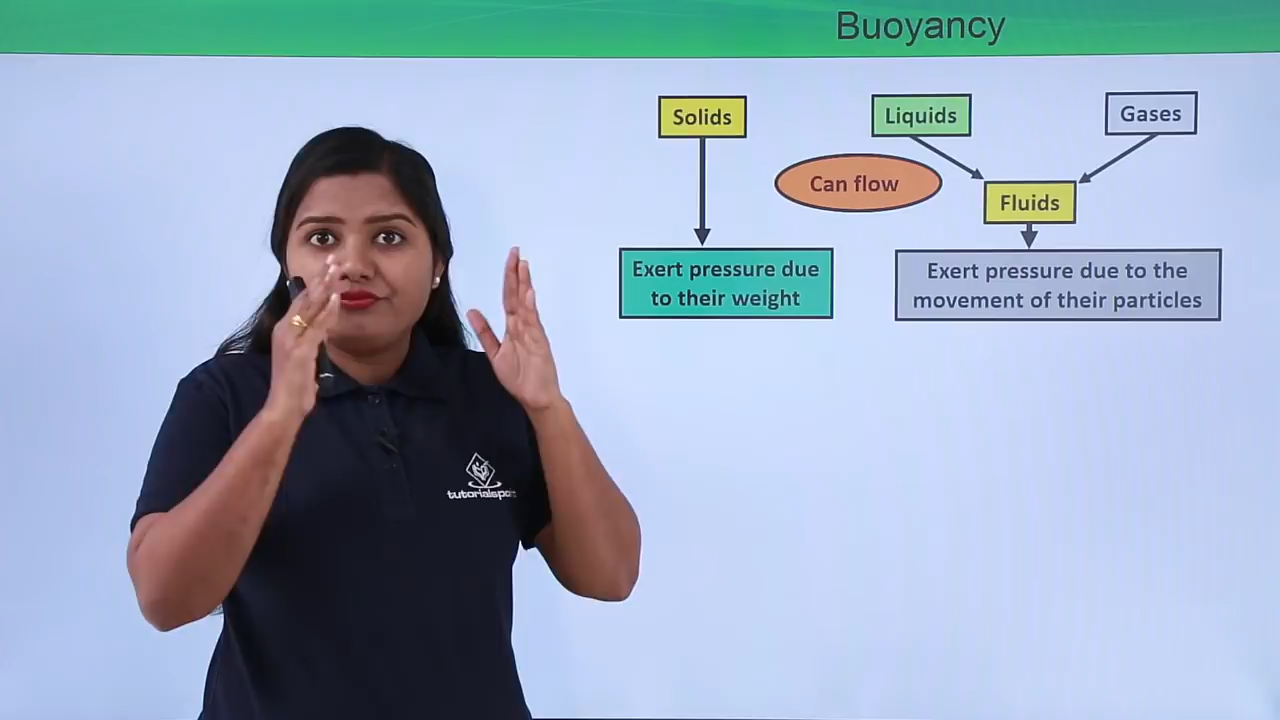 Buoyancy
Solids
Liquids
Gases
Can flow
Fluids
Exert pressure due
to their weight
Exert pressure due to the
movement of their particles
tutorialspoint